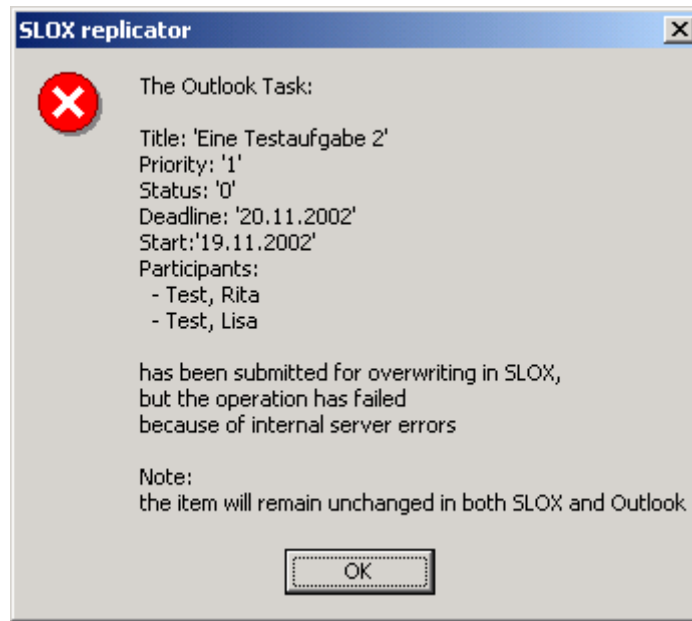 SLOX replicator
The Outlook Task:
Title: 'Eine Testaufgabe 2'
Priority: '1'
Status: '0'
Deadline: '20.11.2002'
Start:'19.11.2002'
Participants:
- Test, Rita
- Test, Lisa
has been submitted for overwriting in SLOX,
but the operation has failed
because of internal server errors
Note:
the item will remain unchanged in both SLOX and Outlook
OK